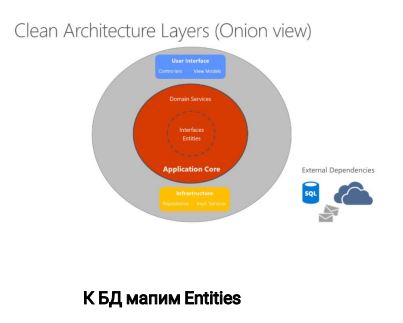 Clean Architecture Layers (Onion view)
User Interface
Controllers View Models
Domain Services
Interfaces
Entities
Application Core
Infrastructure
Repositories Impl. Services
External Dependencies
SQL
К БД мапим Entities